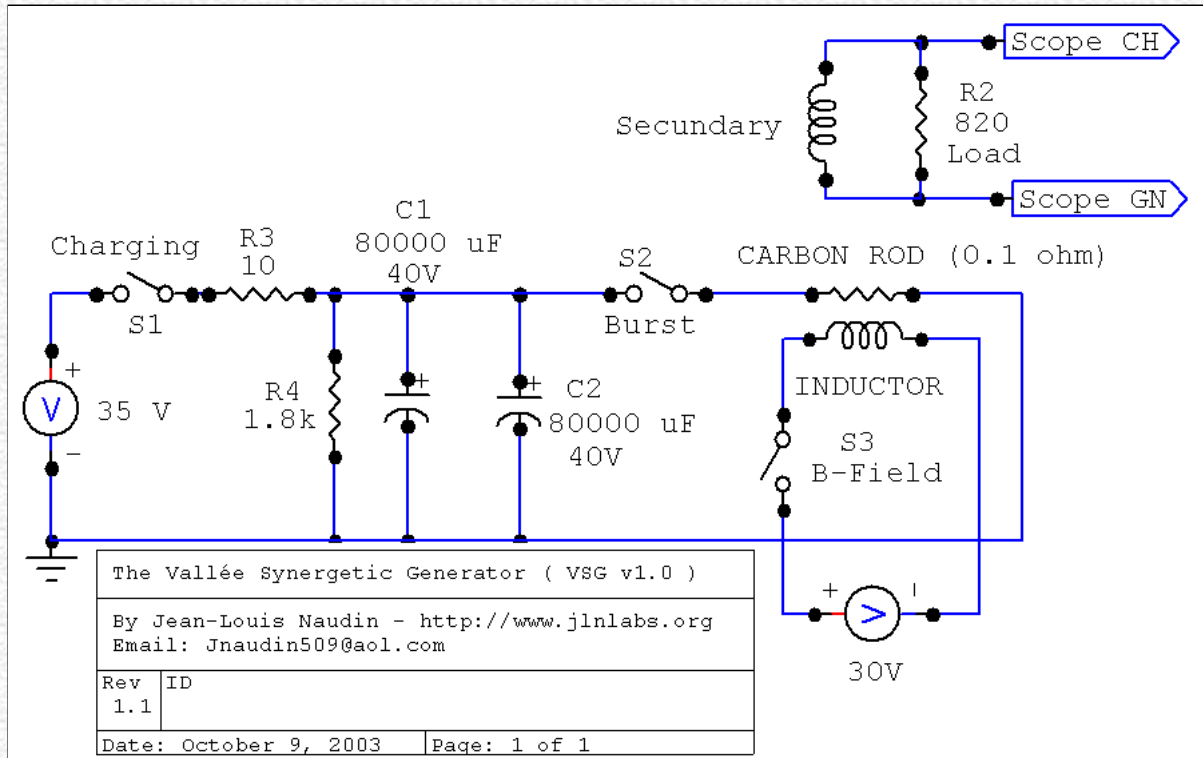 Scope CH
R2
820
Load
Secundary
Scope GN
Charging
R3
10
C1
80000 uF
40V
S2
CARBON ROD (0.1 ohm)
S1
Burst
+
V
35 V
-
R4
1.8k
+
+
C2
80000 uF
40V
INDUCTOR
S3
B-Field
+
V
-
30V
The Vallée Synergetic Generator ( VSG v1.0 )
By Jean-Louis Naudin - http://www.jlnlabs.org
Email: Jnaudin509@aol.com
Rev
1.1
ID
Date: October 9, 2003
Page: 1 of 1